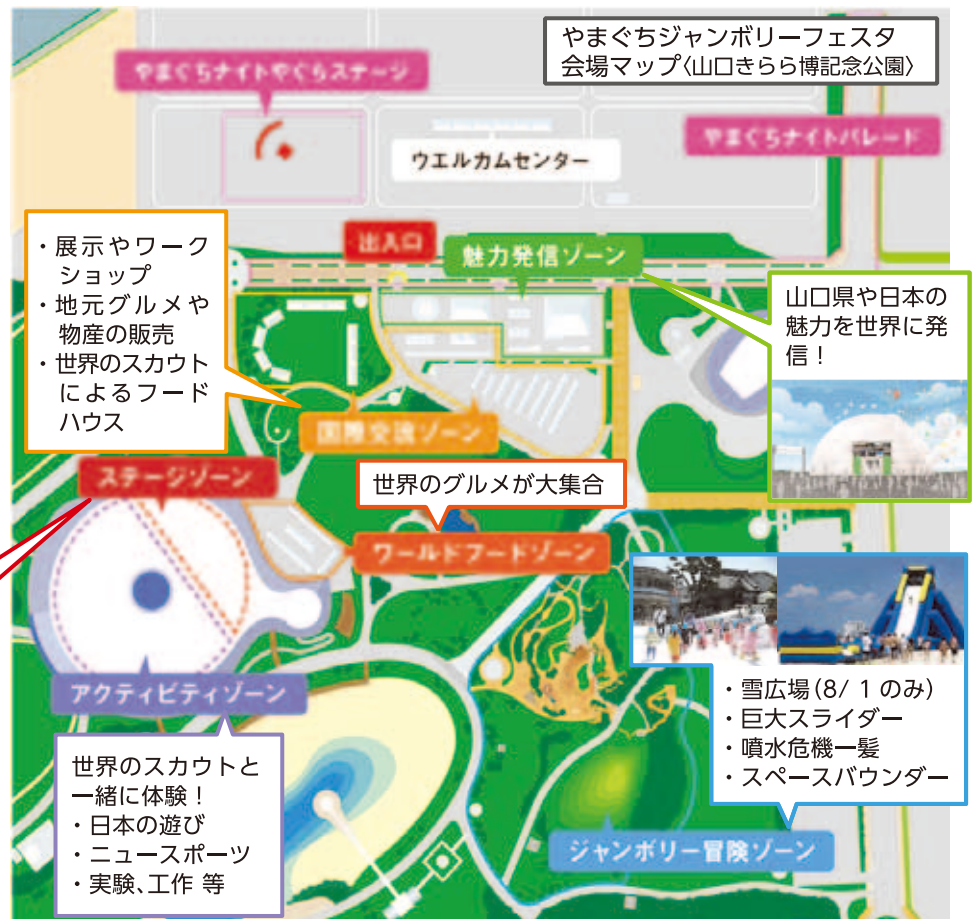 やまぐちジャンボリーフェスタ
会場マップ〈山口きらら博記念公園〉
やまぐちナイトやぐらステージ
やまぐちナイトパレード
ウエルカムセンター
出入口
魅力発信ゾーン
・展示やワーク
ショップ
・地元グルメや
物産の販売
・世界のスカウト
によるフード
ハウス
山口県や日本の
魅力を世界に発
信!
国際交流ゾーン
ステージゾーン
世界のグルメが大集合
ワールドフードゾーン
アクティビティゾーン
世界のスカウトと
一緒に体験!
・日本の遊び
・ニュースポーツ
・実験、工作 等
・雪広場(8/ 1 のみ)
・巨大スライダー
・噴水危機一髪
・スペースバウンダー
ジャンボリー冒険ゾーン